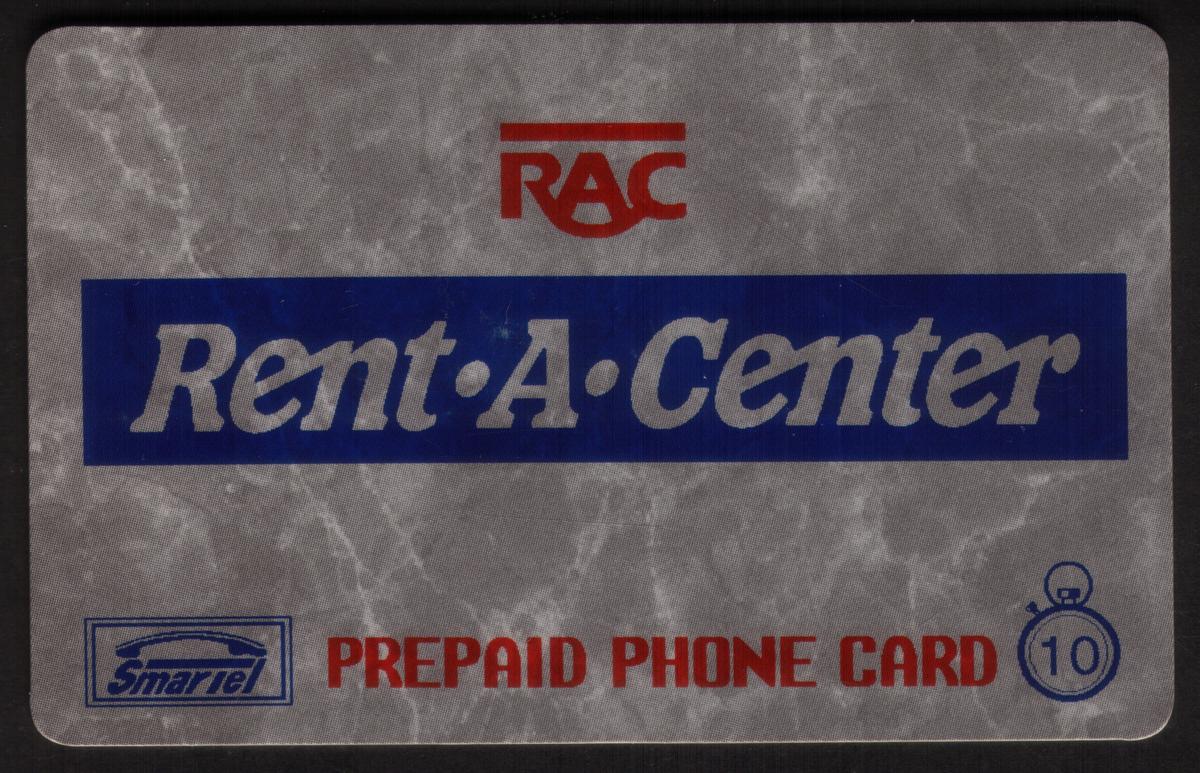 RAC
Rent·A·Center
SmarTel PREPAID PHONE CARD 10